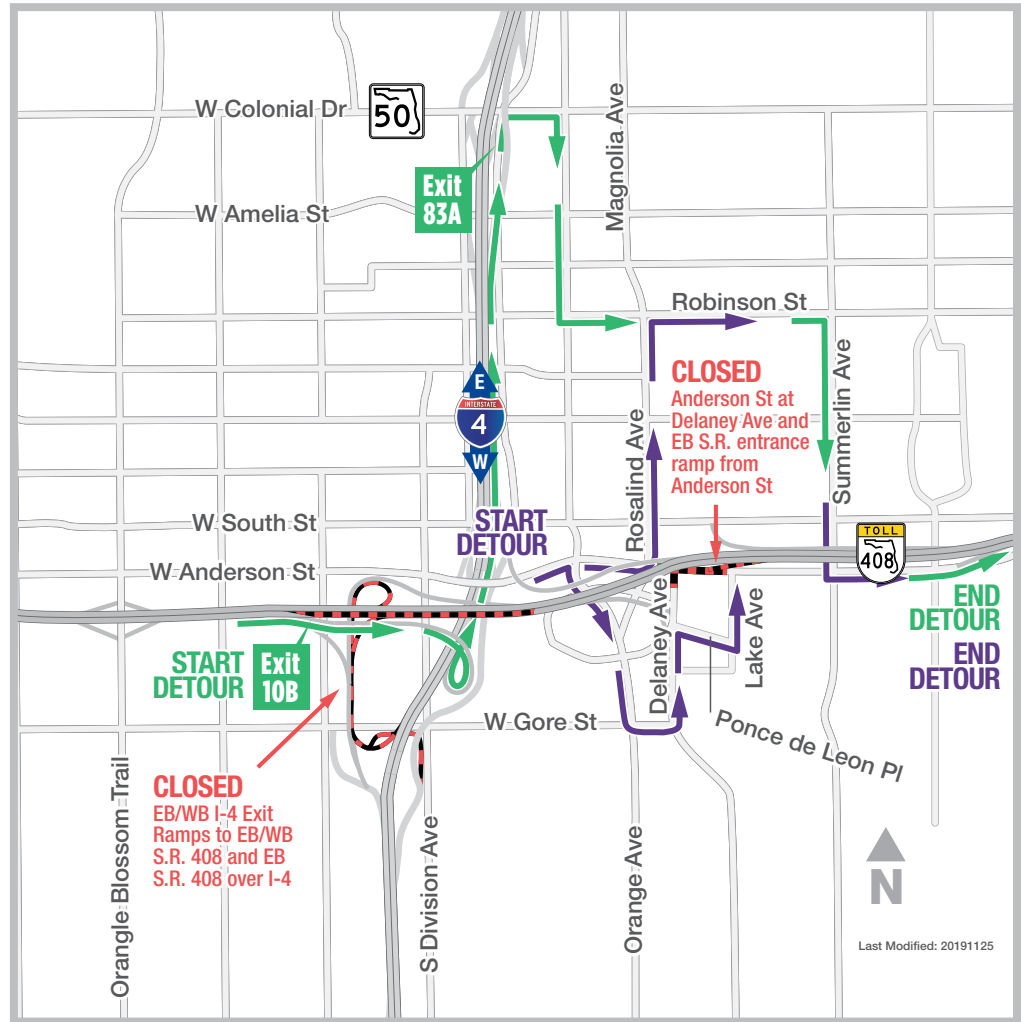 W Colonial Dr
50
Magnolia Ave
Exit
83A
W Amelia St
Robinson St
E
INTERSTATE
4
W
CLOSED
Anderson St at
Delaney Ave and
EB S.R. entrance
ramp from
Anderson St
Summerlin Ave
Rosalind Ave
W South St
START
DETOUR
TOLL
408
W Anderson St
END
DETOUR
END
DETOUR
START
DETOUR
Exit
10B
Delaney Ave
Lake Ave
W Gore St
Ponce de Leon Pl
CLOSED
EB/WB I-4 Exit
Ramps to EB/WB
S.R. 408 and EB
S.R. 408 over I-4
Orangle Blossom Trail
S Division Ave
Orange Ave
N
Last Modified: 20191125